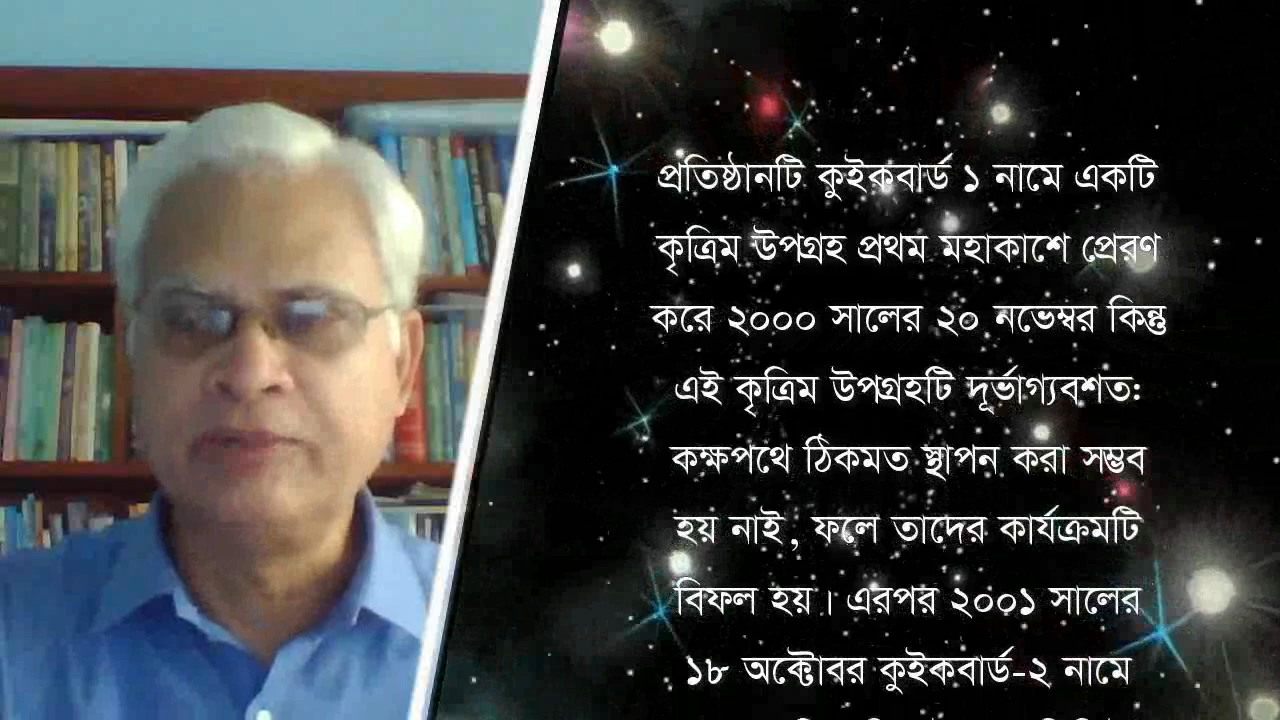 প্রতিষ্ঠানটি কুইকবার্ড ১ নামে একটি
কৃত্রিম উপগ্রহ প্রথম মহাকাশে প্রেরণ
করে ২০০০ সালের ২০ নভেম্বর কিন্তু
এই কৃত্রিম উপগ্রহটি দূর্ভাগ্যবশত:
কক্ষপথে ঠিকমত স্থাপন করা সম্ভব
হয় নাই, ফলে তাদের কার্যক্রমটি
বিফল হয়। এরপর ২০০১ সালের
১৮ অক্টোবর কুইকবার্ড-২ নামে